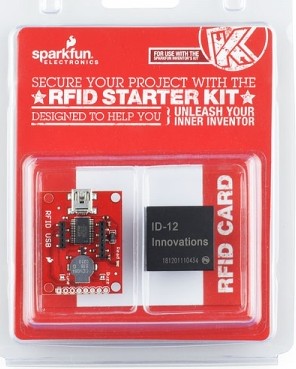 sparkfun
ELECTRONICS
FOR USE WITH THE
SPARKFUN INVENTOR'S KIT
K
SECURE YOUR PROJECT WITH THE
RFID STARTER KIT
DESIGNED TO HELP YOU
UNLEASH YOUR
INNER INVENTOR
RFID USB
ID-12
Innovations
RFID CARD